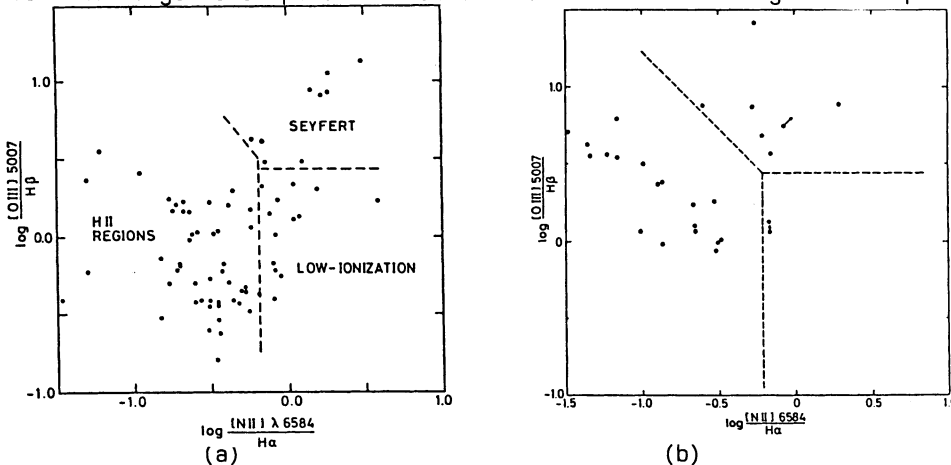 log [OIII] 5007 / Hβ
1.0
0.0
-1.0
SEYFERT
HII
REGIONS
LOW-IONIZATION
-1.0
0.0
1.0
log [NII] λ 6584 / Hα
(a)
log [OIII] 5007 / Hβ
1.0
0
-1.0
-1.5
-1.0
-0.5
0
0.5
1.0
log [NII] 6584 / Hα
(b)